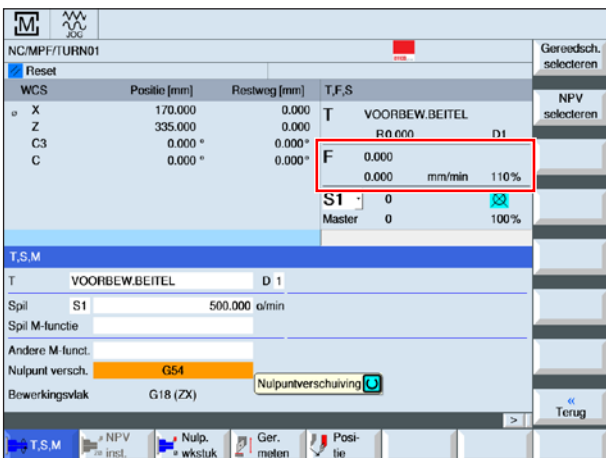 M JOG
NC/MPF/TURN01
Gereedsch. selecteren
Reset
WCS Positie [mm] Restweg [mm] T,F,S
NPV selecteren
X 170.000 0.000
T VOORBEW.BEITEL
Z 335.000 0.000
R0.000 D1
C3 0.000 ° 0.000°
C 0.000 ° 0.000°
F 0.000
0.000 mm/min 110%
S1 0
Master 0 100%
T,S,M
T VOORBEW.BEITEL D 1
Spil S1 500.000 o/min
Spil M-functie
Andere M-funct.
Nulpunt versch. G54
Nulpuntverschuiving
Bewerkingsvlak G18 (ZX)
« Terug
>
T,S,M
NPV inst.
Nulp. wkstuk
Ger. meten
Posi-tie